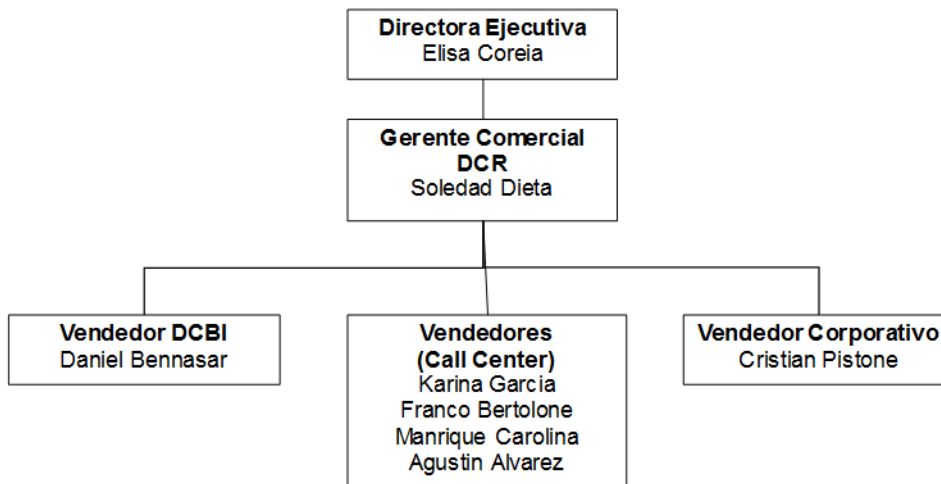 Directora Ejecutiva
Elisa Coreia
Gerente Comercial
DCR
Soledad Dieta
Vendedor DCBI
Daniel Bennasar
Vendedores
(Call Center)
Karina Garcia
Franco Bertolone
Manrique Carolina
Agustin Alvarez
Vendedor Corporativo
Cristian Pistone